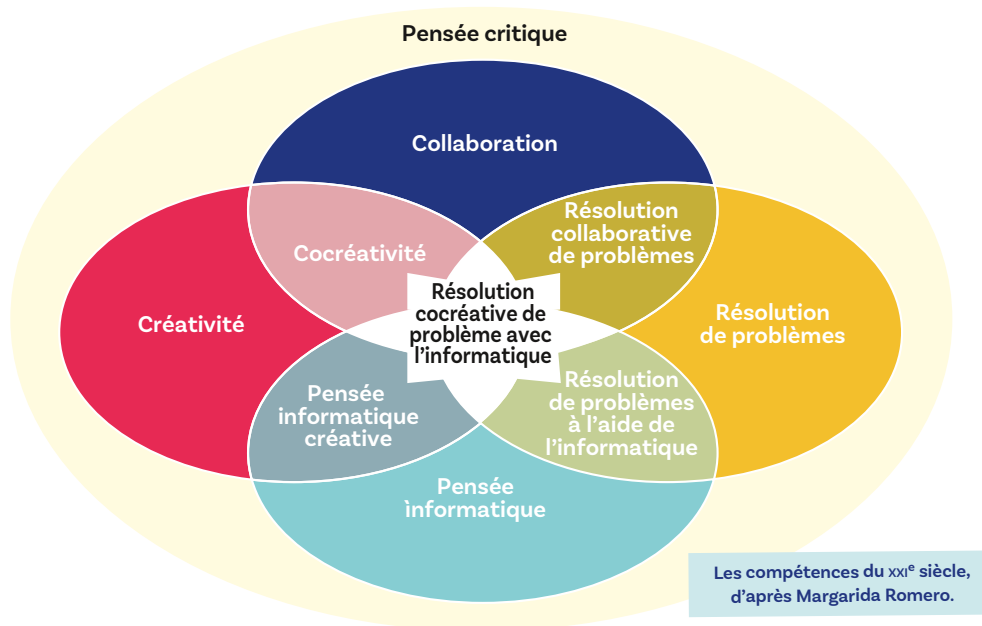 Pensée critique
Collaboration
Cocréativité
Résolution
collaborative
de problèmes
Créativité
Résolution
cocréative de
problème avec
l'informatique
Résolution
de problèmes
Pensée
informatique
créative
Résolution
de problèmes
à l'aide de
l'informatique
Pensée
informatique
Les compétences du XXIe siècle,
d'après Margarida Romero.